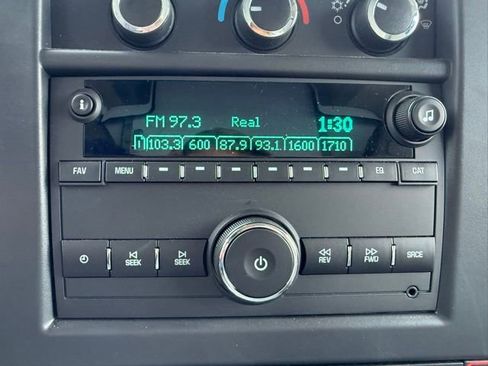 FM 97.3 Real 1:30
1 103.3 600 87.9 93.1 1600 1710
FAV MENU EQ CAT
SEEK SEEK REV FWD SRCE